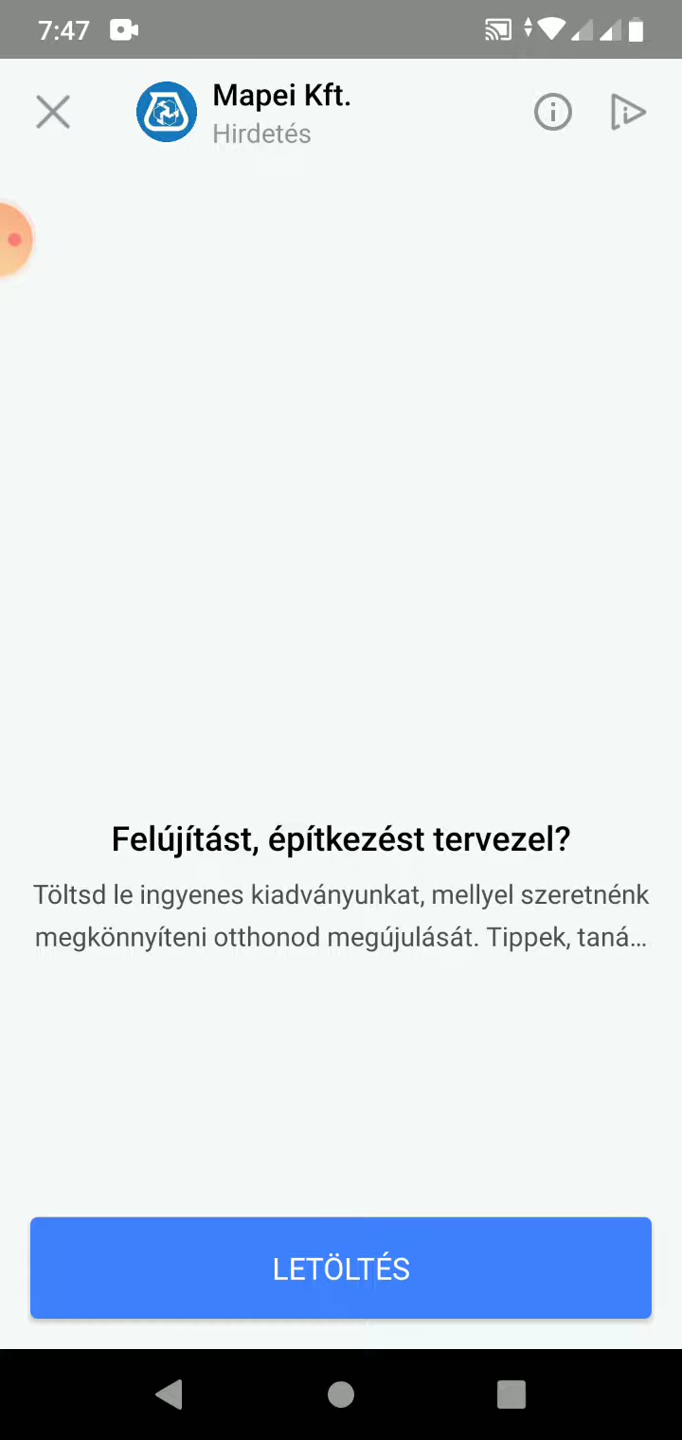 7:47
Mapei Kft.
Hirdetés
Felújítást, építkezést tervezel?
Töltsd le ingyenes kiadványunkat, mellyel szeretnénk
megkönnyíteni otthonod megújulását. Tippek, taná...
LETÖLTÉS